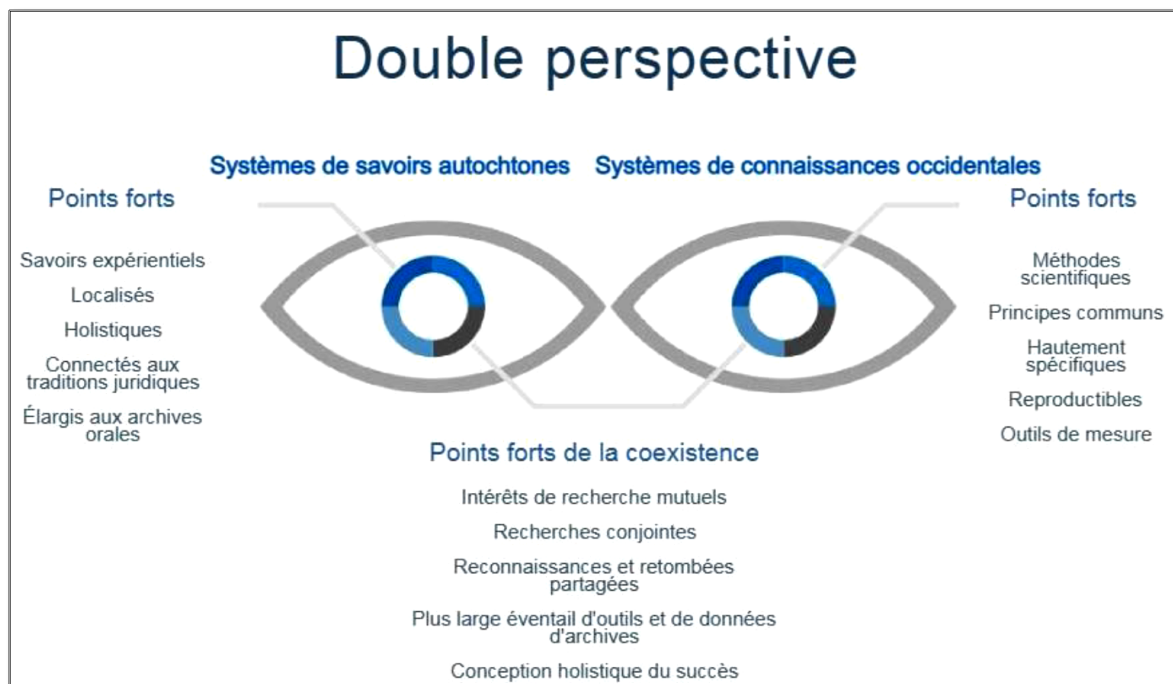 Double perspective
Systèmes de savoirs autochtones
Systèmes de connaissances occidentales
Points forts
Savoirs expérientiels
Localisés
Holistiques
Connectés aux
traditions juridiques
Élargis aux archives
orales
Points forts
Méthodes
scientifiques
Principes communs
Hautement
spécifiques
Reproductibles
Outils de mesure
Points forts de la coexistence
Intérêts de recherche mutuels
Recherches conjointes
Reconnaissances et retombées
partagées
Plus large éventail d'outils et de données
d'archives
Conception holistique du succès